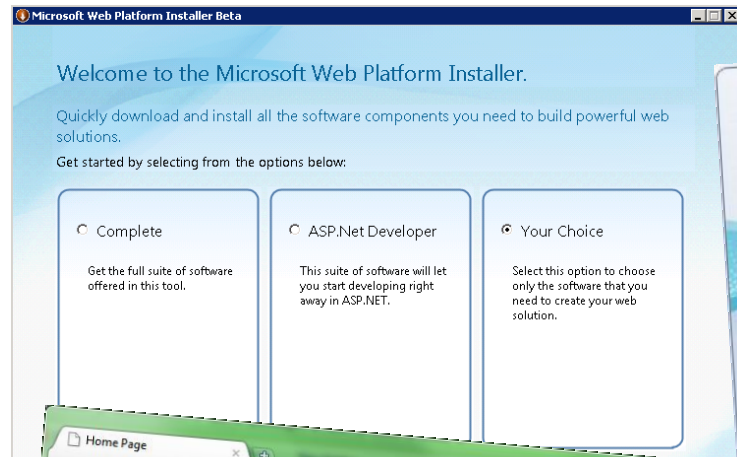 Microsoft Web Platform Installer Beta
Welcome to the Microsoft Web Platform Installer.
Quickly download and install all the software components you need to build powerful web
solutions.
Get started by selecting from the options below:
Complete
Get the full suite of software
offered in this tool.
ASP.Net Developer
This suite of software will let
you start developing right
away in ASP.NET.
Your Choice
Select this option to choose
only the software that you
need to create your web
solution.
Home Page